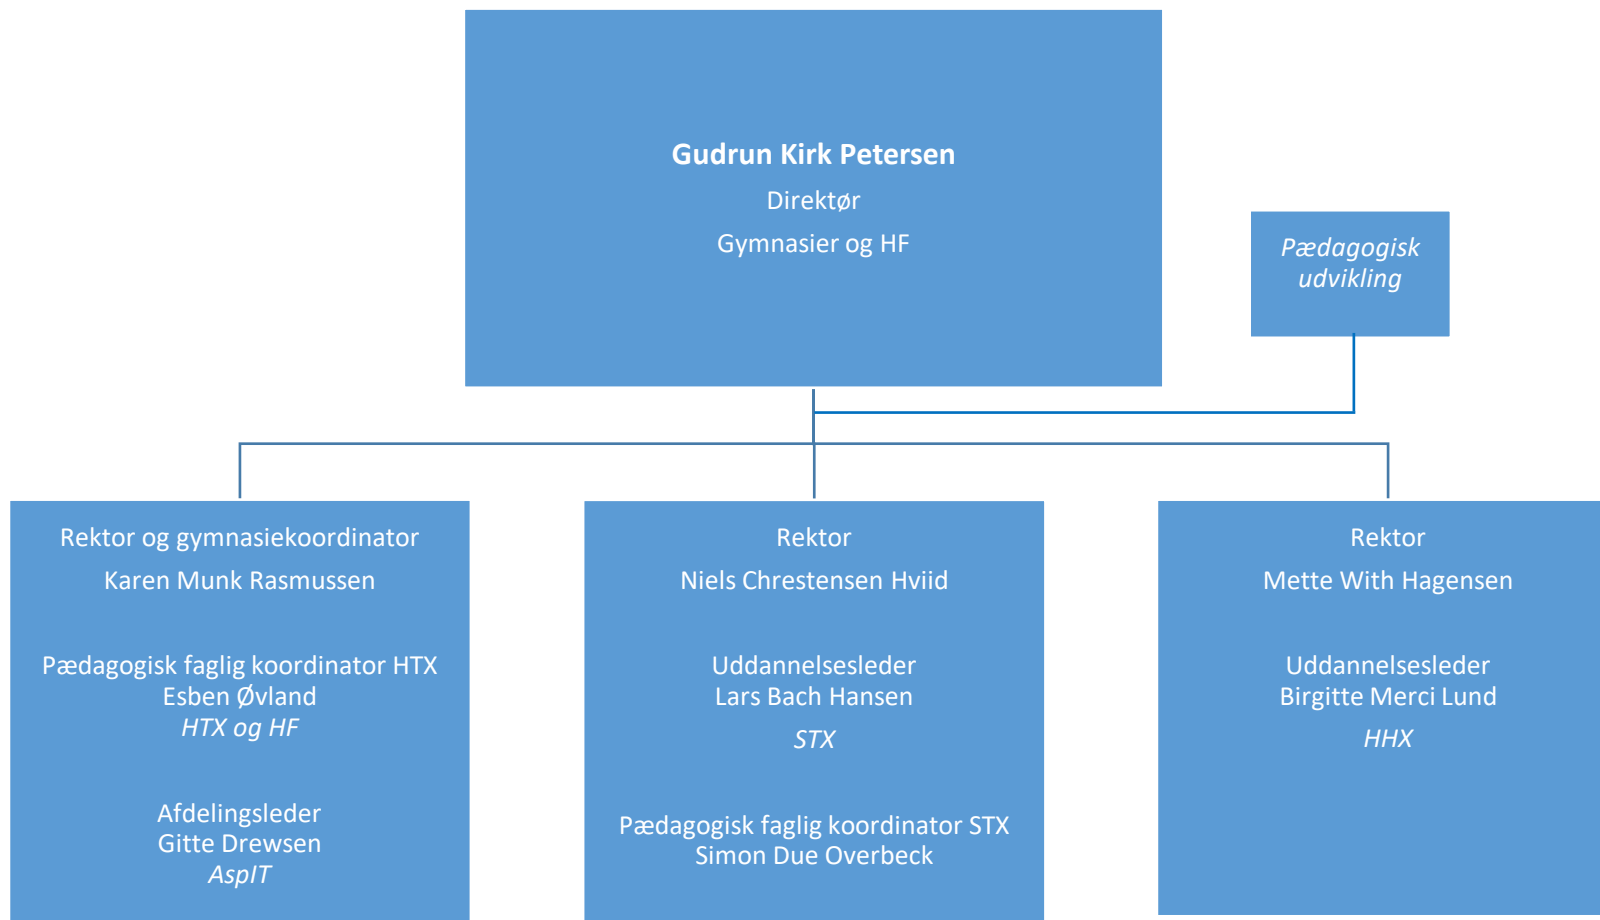 Gudrun Kirk Petersen
Direktør
Gymnasier og HF
Pædagogisk
udvikling
Rektor og gymnasiekoordinator
Karen Munk Rasmussen
Pædagogisk faglig koordinator HTX
Esben Øvland
HTX og HF
Afdelingsleder
Gitte Drewsen
AspIT
Rektor
Niels Chrestensen Hviid
Uddannelsesleder
Lars Bach Hansen
STX
Pædagogisk faglig koordinator STX
Simon Due Overbeck
Rektor
Mette With Hagensen
Uddannelsesleder
Birgitte Merci Lund
HHX